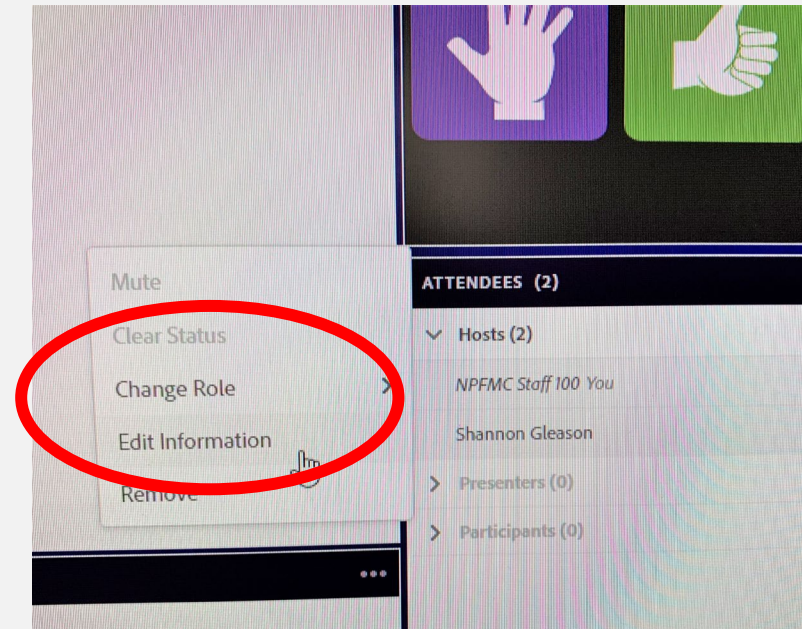 Mute
Clear Status
Change Role
Edit Information
Remove
ATTENDEES (2)
Hosts (2)
NPFMC Staff 100 You
Shannon Gleason
Presenters (0)
Participants (0)